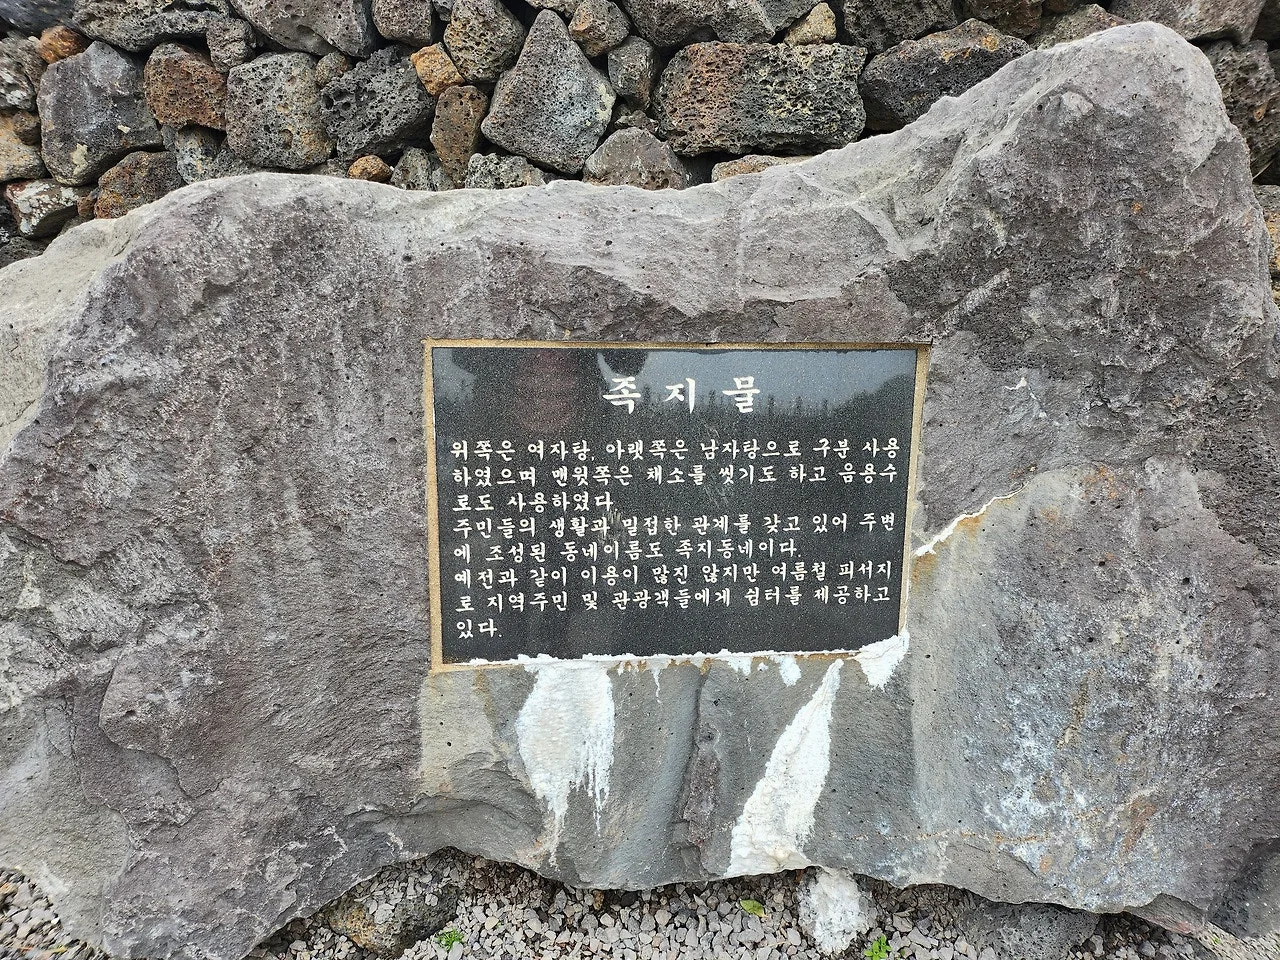 족지물
위쪽은 여자탕, 아랫쪽은 남자탕으로 구분 사용
하였으며 맨윗쪽은 채소를 씻기도 하고 음용수
로도 사용하였다.
주민들의 생활과 밀접한 관계를 갖고 있어 주변
에 조성된 동네이름도 족지동네이다.
예전과 같이 이용이 많진 않지만 여름철 피서지
로 지역주민 및 관광객들에게 쉼터를 제공하고
있다.